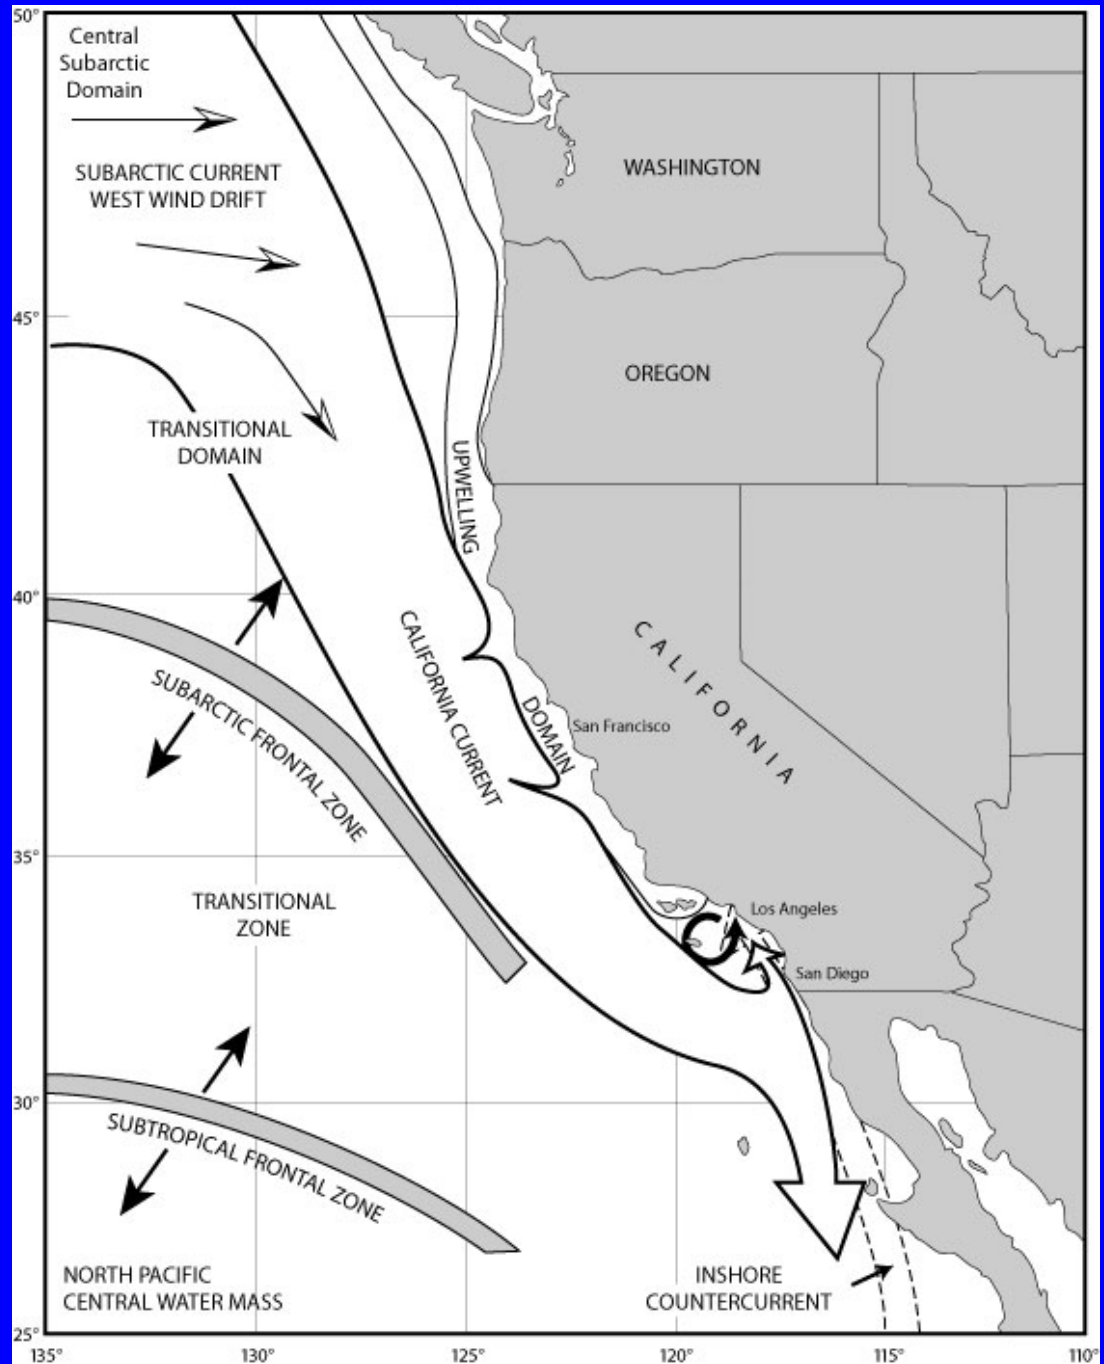 50°
Central
Subarctic
Domain
SUBARCTIC CURRENT
WEST WIND DRIFT
WASHINGTON
45°
OREGON
TRANSITIONAL
DOMAIN
UPWELLING
40°
CALIFORNIA CURRENT
CALIFORNIA
SUBARCTIC FRONTAL ZONE
DOMAIN
San Francisco
35°
TRANSITIONAL
ZONE
Los Angeles
San Diego
30°
SUBTROPICAL FRONTAL ZONE
NORTH PACIFIC
CENTRAL WATER MASS
INSHORE
COUNTERCURRENT
25°
135° 130° 125° 120° 115° 110°